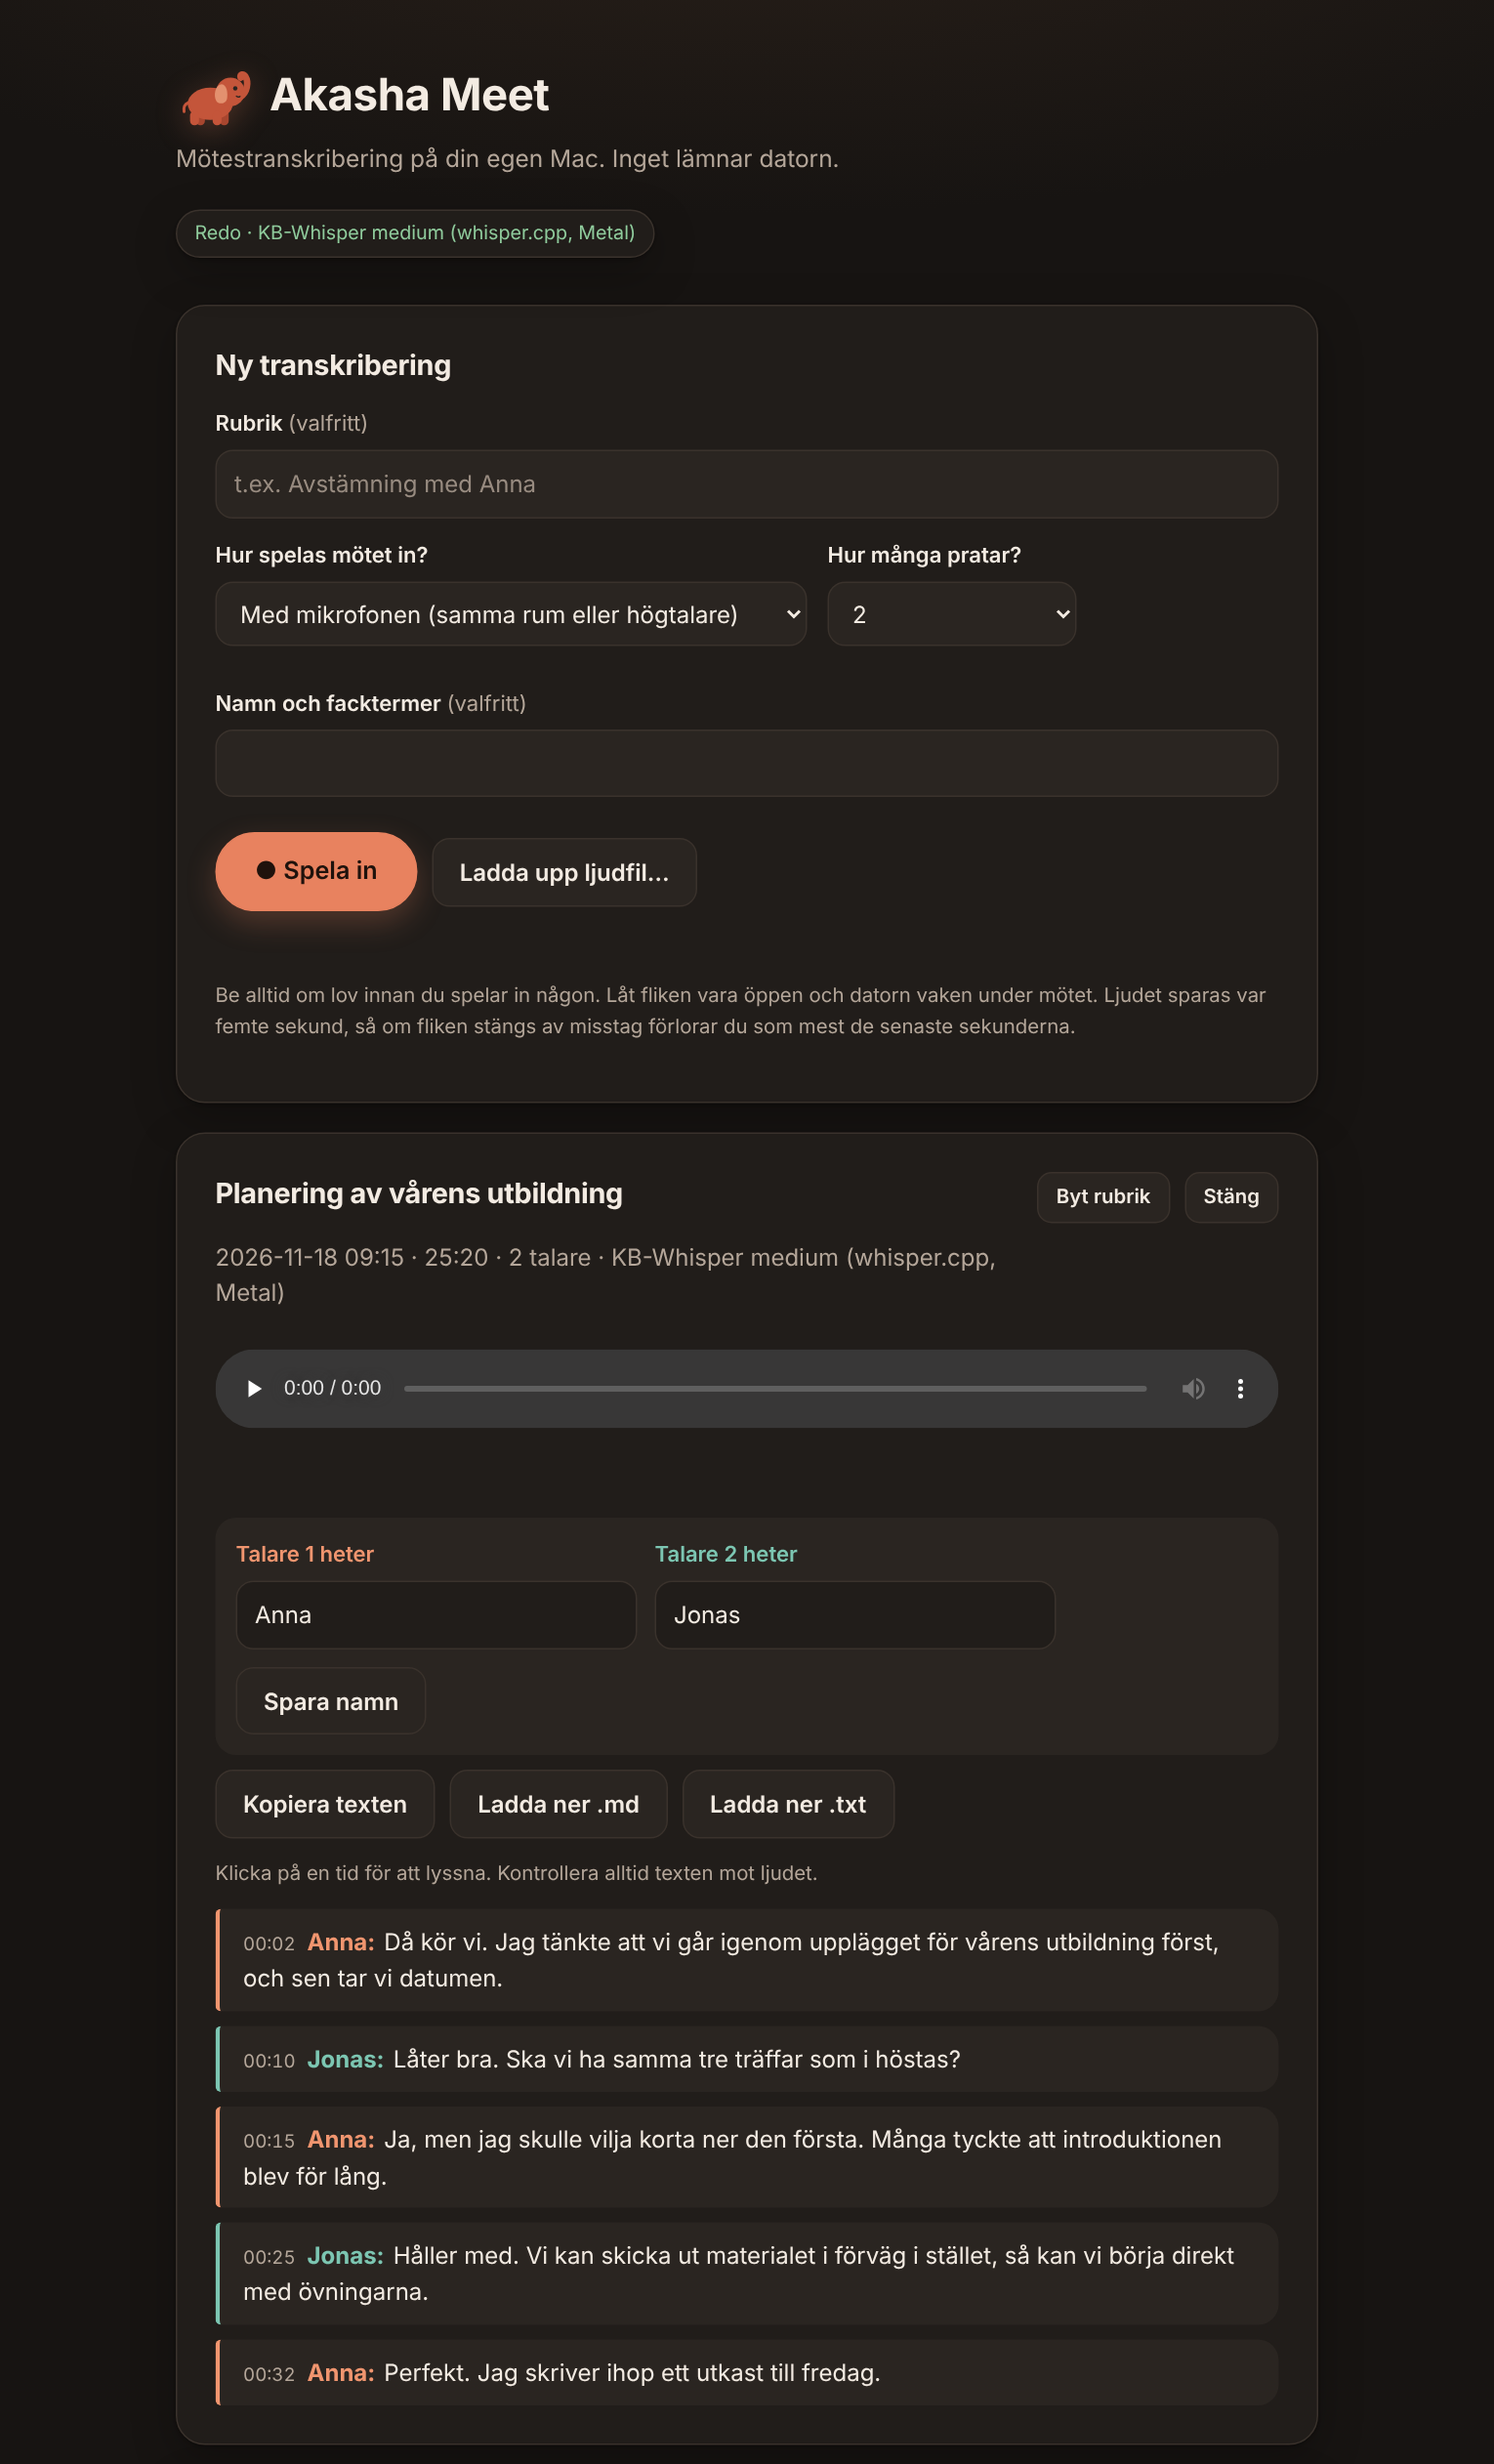 Akasha Meet
Mötestranskribering på din egen Mac. Inget lämnar datorn.
Redo · KB-Whisper medium (whisper.cpp, Metal)
Ny transkribering
Rubrik (valfritt)
t.ex. Avstämning med Anna
Hur spelas mötet in?
Hur många pratar?
Med mikrofonen (samma rum eller högtalare)
2
Namn och facktermer (valfritt)
● Spela in
Ladda upp ljudfil...
Be alltid om lov innan du spelar in någon. Låt fliken vara öppen och datorn vaken under mötet. Ljudet sparas var
femte sekund, så om fliken stängs av misstag förlorar du som mest de senaste sekunderna.
Planering av vårens utbildning
Byt rubrik
Stäng
2026-11-18 09:15 · 25:20 · 2 talare · KB-Whisper medium (whisper.cpp,
Metal)
0:00 / 0:00
Talare 1 heter
Talare 2 heter
Anna
Jonas
Spara namn
Kopiera texten
Ladda ner .md
Ladda ner .txt
Klicka på en tid för att lyssna. Kontrollera alltid texten mot ljudet.
00:02 Anna: Då kör vi. Jag tänkte att vi går igenom upplägget för vårens utbildning först,
och sen tar vi datumen.
00:10 Jonas: Låter bra. Ska vi ha samma tre träffar som i höstas?
00:15 Anna: Ja, men jag skulle vilja korta ner den första. Många tyckte att introduktionen
blev för lång.
00:25 Jonas: Håller med. Vi kan skicka ut materialet i förväg i stället, så kan vi börja direkt
med övningarna.
00:32 Anna: Perfekt. Jag skriver ihop ett utkast till fredag.